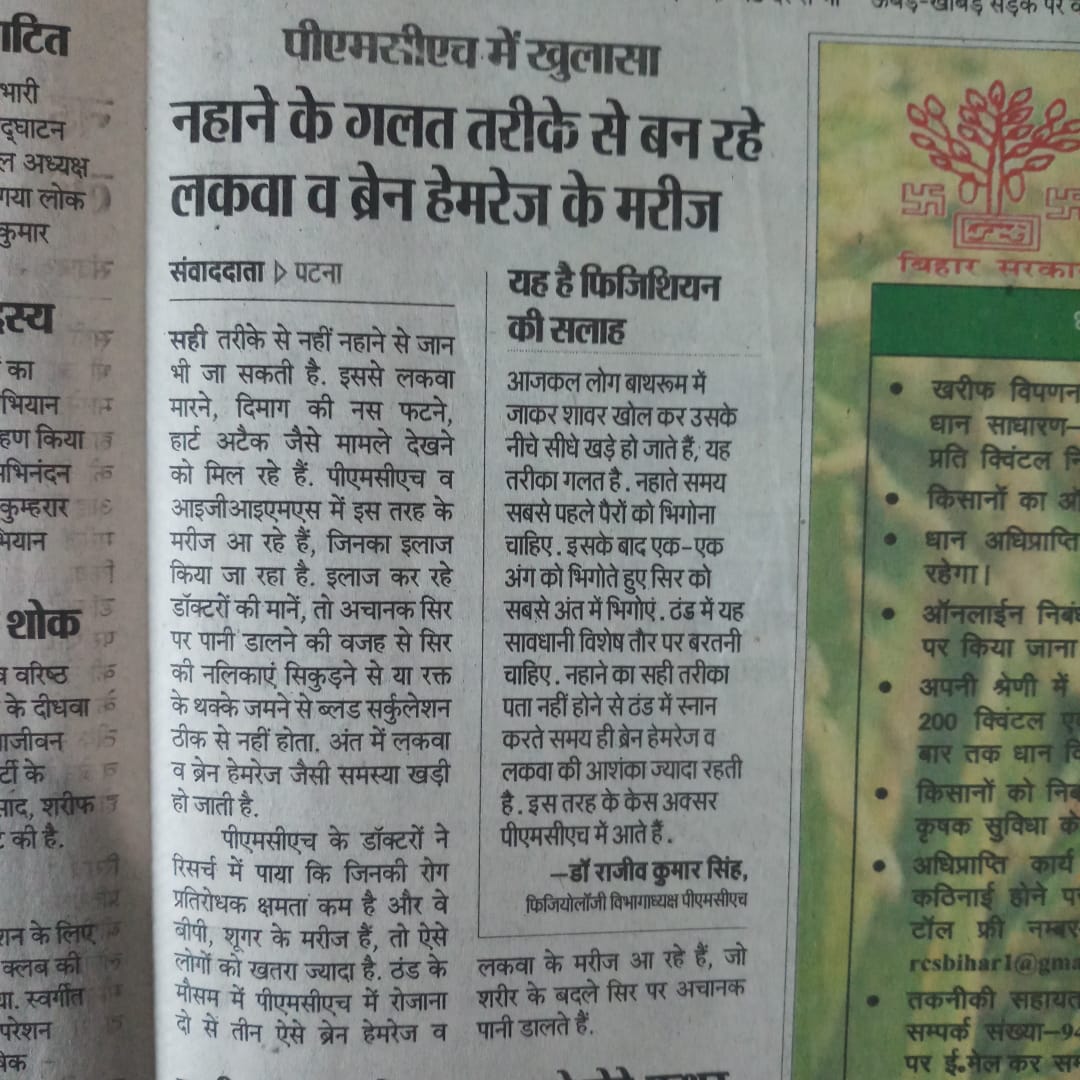 ाटित
भारी
द्घाटन
ल अध्यक्ष
गया लोक
कुमार
दस्य
का
भियान
हण किया
भिनंदन
कुम्हरार
मियान
शोक
व वरिष्ठ
के दीधवा
ाजीवन
र्टी के
साद, शरीफ
की है.
शन के लिए
क्लब की
या. स्वर्गीत
परेशन
पीएमसीएच में खुलासा
नहाने के गलत तरीके से बन रहे
लकवा व ब्रेन हेमरेज के मरीज
संवाददाता ▷ पटना
सही तरीके से नहीं नहाने से जान
भी जा सकती है. इससे लकवा
मारने, दिमाग की नस फटने,
हार्ट अटैक जैसे मामले देखने
को मिल रहे हैं. पीएमसीएच व
आइजीआइएमएस में इस तरह के
मरीज आ रहे हैं, जिनका इलाज
किया जा रहा है. इलाज कर रहे
डॉक्टरों की मानें, तो अचानक सिर
पर पानी डालने की वजह से सिर
की नलिकाएं सिकुड़ने से या रक्त
के थक्के जमने से ब्लड सर्कुलेशन
ठीक से नहीं होता. अंत में लकवा
व ब्रेन हेमरेज जैसी समस्या खड़ी
हो जाती है.
पीएमसीएच के डॉक्टरों ने
रिसर्च में पाया कि जिनकी रोग
प्रतिरोधक क्षमता कम है और वे
बीपी, शूगर के मरीज हैं, तो ऐसे
लोगों को खतरा ज्यादा है. ठंड के
मौसम में पीएमसीएच में रोजाना
दो से तीन ऐसे ब्रेन हेमरेज व
यह है फिजिशियन
की सलाह
आजकल लोग बाथरूम में
जाकर शावर खोल कर उसके
नीचे सीधे खड़े हो जाते हैं, यह
तरीका गलत है. नहाते समय
सबसे पहले पैरों को भिगोना
चाहिए. इसके बाद एक-एक
अंग को भिगोते हुए सिर को
सबसे अंत में भिगोएं. ठंड में यह
सावधानी विशेष तौर पर बरतनी
चाहिए. नहाने का सही तरीका
पता नहीं होने से ठंड में स्नान
करते समय ही ब्रेन हेमरेज व
लकवा की आशंका ज्यादा रहती
है. इस तरह के केस अक्सर
पीएमसीएच में आते हैं.
—डॉ राजीव कुमार सिंह,
फिजियोलॉजी विभागाध्यक्ष पीएमसीएच
लकवा के मरीज आ रहे हैं, जो
शरीर के बदले सिर पर अचानक
पानी डालते हैं.
बिहार सरका
• खरीफ विपणन
धान साधारण—
प्रति क्विंटल
• किसानों का
• धान अधिप्राप्ति
रहेगा।
• ऑनलाईन निबं
पर किया जाना
• अपनी श्रेणी में
200 क्विंटल
बार तक धान
• किसानों को
कृषक सुविधा
• अधिप्राप्ति कार्य
कठिनाई होने
टॉल फ्री नम्बर
rcsbihar1@gma
• तकनीकी सहायत
सम्पर्क संख्या—94
पर ई-मेल कर